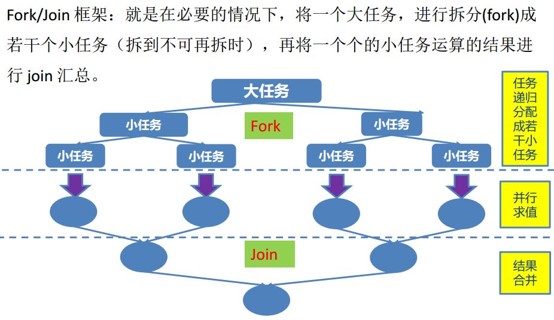 Fork/Join 框架：就是在必要的情况下，将一个大任务，进行拆分(fork)成
若干个小任务（拆到不可再拆时），再将一个个的小任务运算的结果进
行 join 汇总。
大任务
小任务
Fork
小任务
小任务
小任务
小任务
小任务
任务
递归
分配
成若
干小
任务
并行
求值
Join
结果
合并